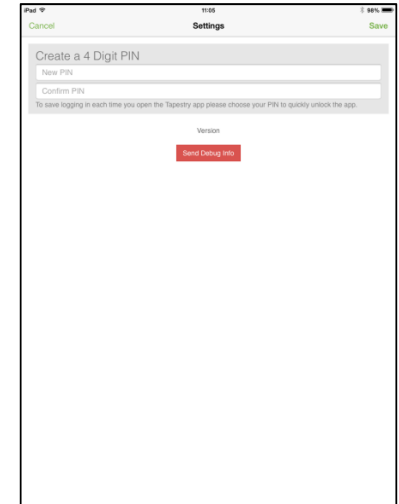 iPad 11:05 98%
Cancel Settings Save
Create a 4 Digit PIN
New PIN
Confirm PIN
To save logging in each time you open the Tapestry app please choose your PIN to quickly unlock the app.
Version
Send Debug Info